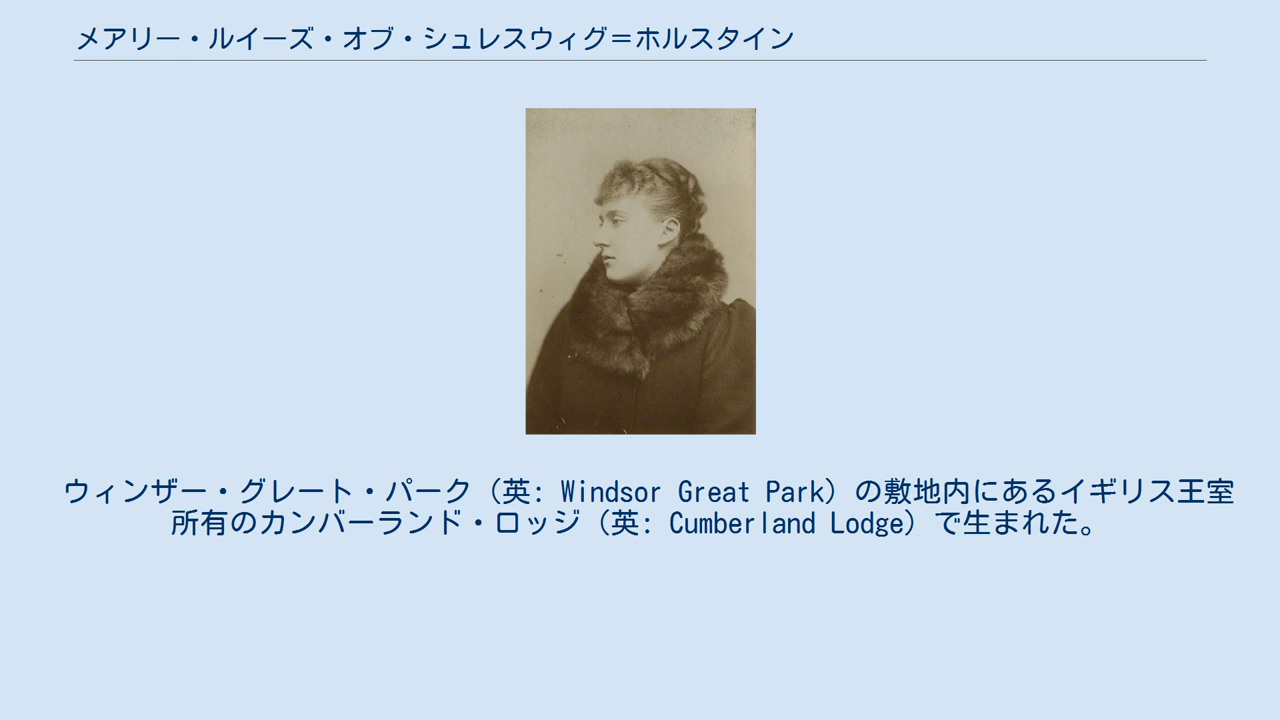 メアリー・ルイーズ・オブ・シュレスウィグ＝ホルスタイン
ウィンザー・グレート・パーク（英: Windsor Great Park）の敷地内にあるイギリス王室
所有のカンバーランド・ロッジ（英: Cumberland Lodge）で生まれた。